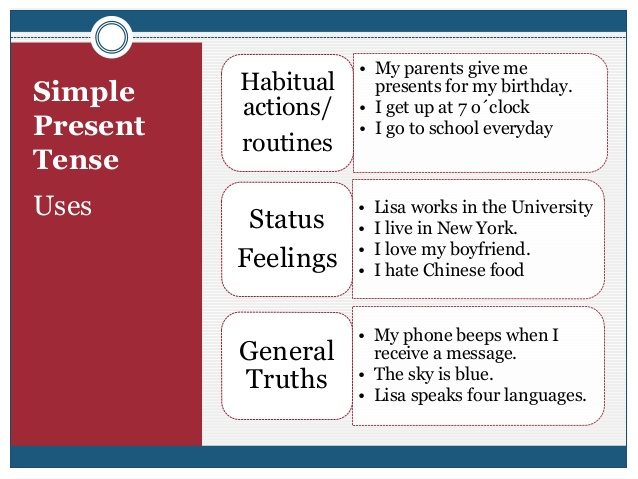 Simple
Present
Tense
Uses
Habitual
actions/
routines
• My parents give me
presents for my birthday.
• I get up at 7 o´clock
• I go to school everyday
Status
Feelings
• Lisa works in the University
• I live in New York.
• I love my boyfriend.
• I hate Chinese food
General
Truths
• My phone beeps when I
receive a message.
• The sky is blue.
• Lisa speaks four languages.